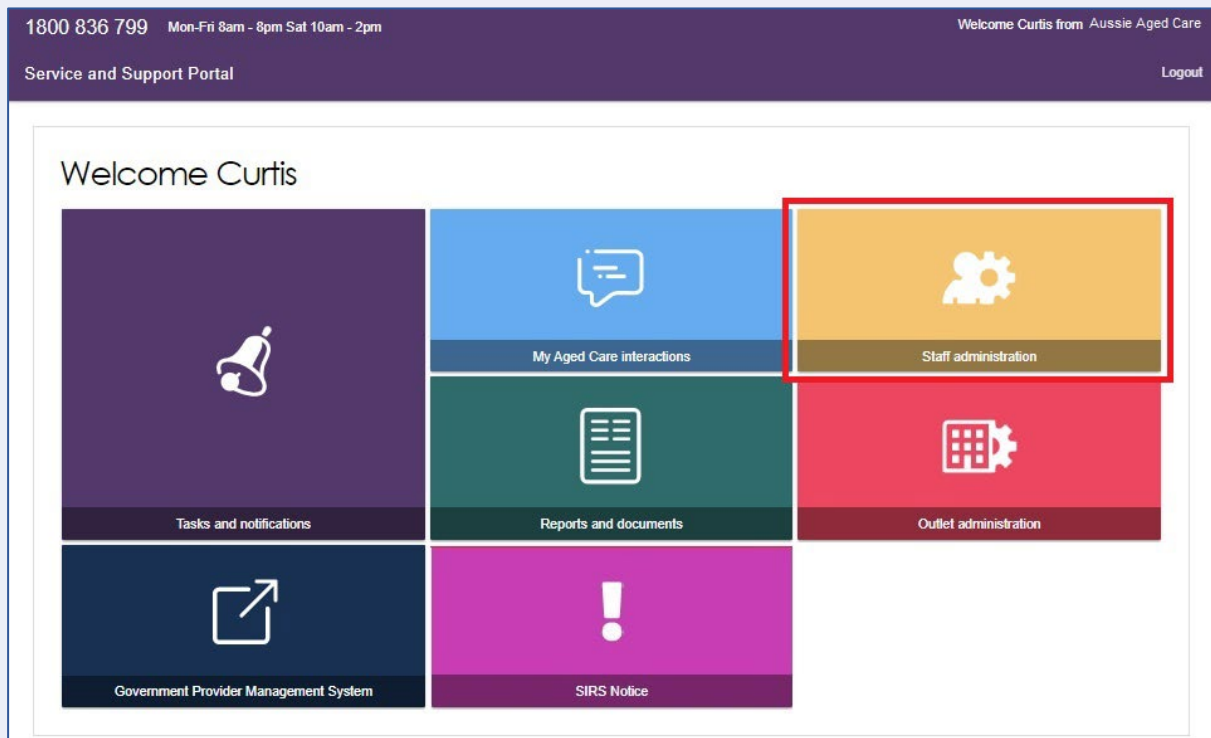 1800 836 799 Mon-Fri 8am - 8pm Sat 10am - 2pm
Welcome Curtis from Aussie Aged Care
Service and Support Portal
Logout
Welcome Curtis
My Aged Care interactions
Staff administration
Tasks and notifications
Reports and documents
Outlet administration
Government Provider Management System
SIRS Notice